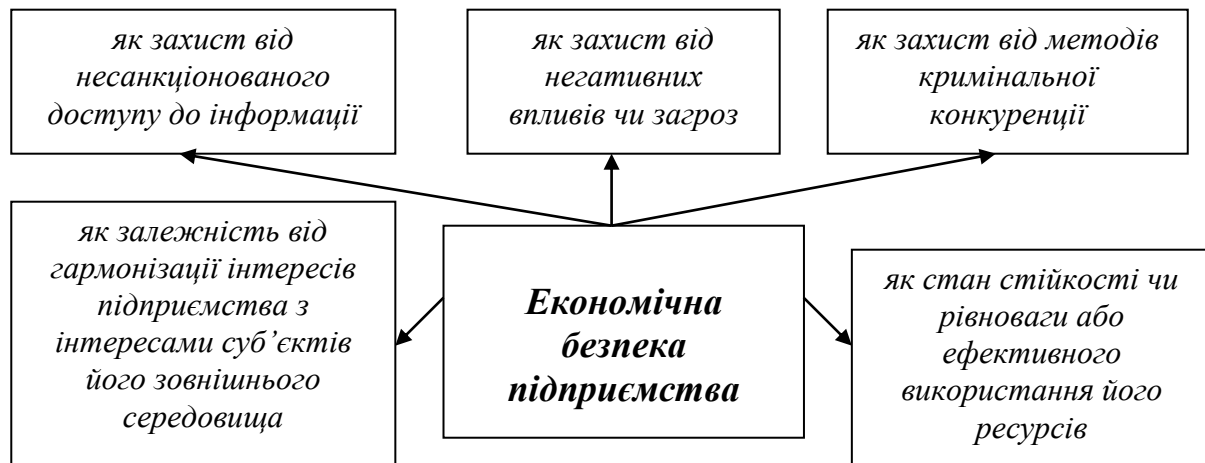 як захист від
несанкціонованого
доступу до інформації
як захист від
негативних
впливів чи загроз
як захист від методів
кримінальної
конкуренції
як залежність від
гармонізації інтересів
підприємства з
інтересами суб’єктів
його зовнішнього
середовища
Економічна
безпека
підприємства
як стан стійкості чи
рівноваги або
ефективного
використання його
ресурсів